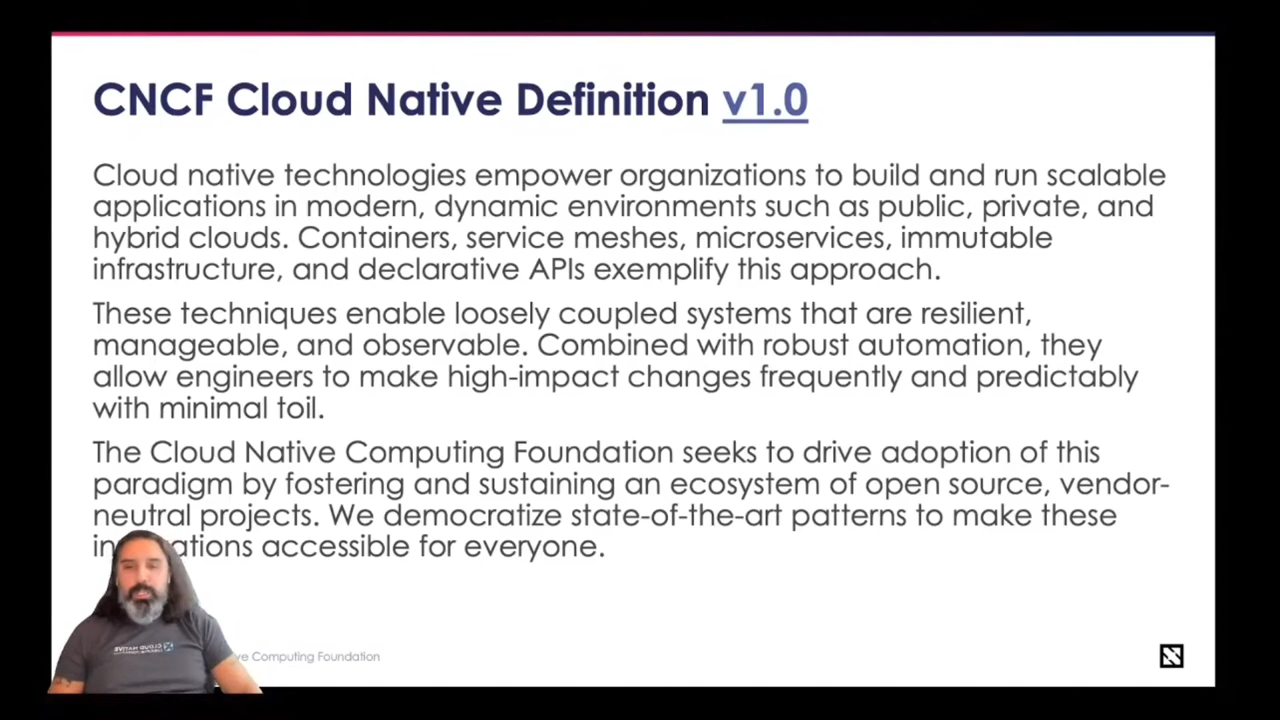 CNCF Cloud Native Definition v1.0
Cloud native technologies empower organizations to build and run scalable
applications in modern, dynamic environments such as public, private, and
hybrid clouds. Containers, service meshes, microservices, immutable
infrastructure, and declarative APIs exemplify this approach.
These techniques enable loosely coupled systems that are resilient,
manageable, and observable. Combined with robust automation, they
allow engineers to make high-impact changes frequently and predictably
with minimal toil.
The Cloud Native Computing Foundation seeks to drive adoption of this
paradigm by fostering and sustaining an ecosystem of open source, vendor-
neutral projects. We democratize state-of-the-art patterns to make these
accessible for everyone.
Computing Foundation
CLOUD NATIVE